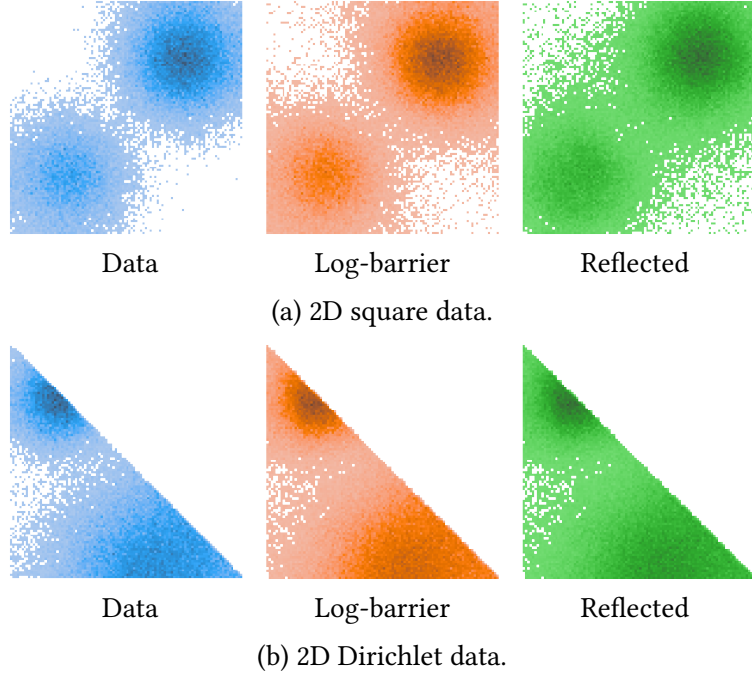 Data Log-barrier Reflected
(a) 2D square data.
Data Log-barrier Reflected
(b) 2D Dirichlet data.